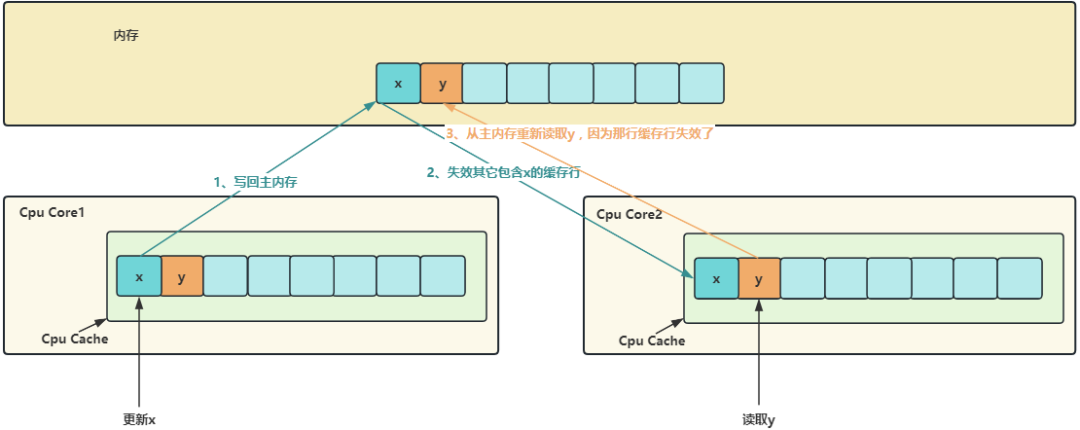 内存
x
y
3、从主内存重新读取y，因为那行缓存行失效了
2、失效其它包含x的缓存行
1、写回主内存
Cpu Core1
x
y
Cpu Cache
更新x
Cpu Core2
x
y
Cpu Cache
读取y